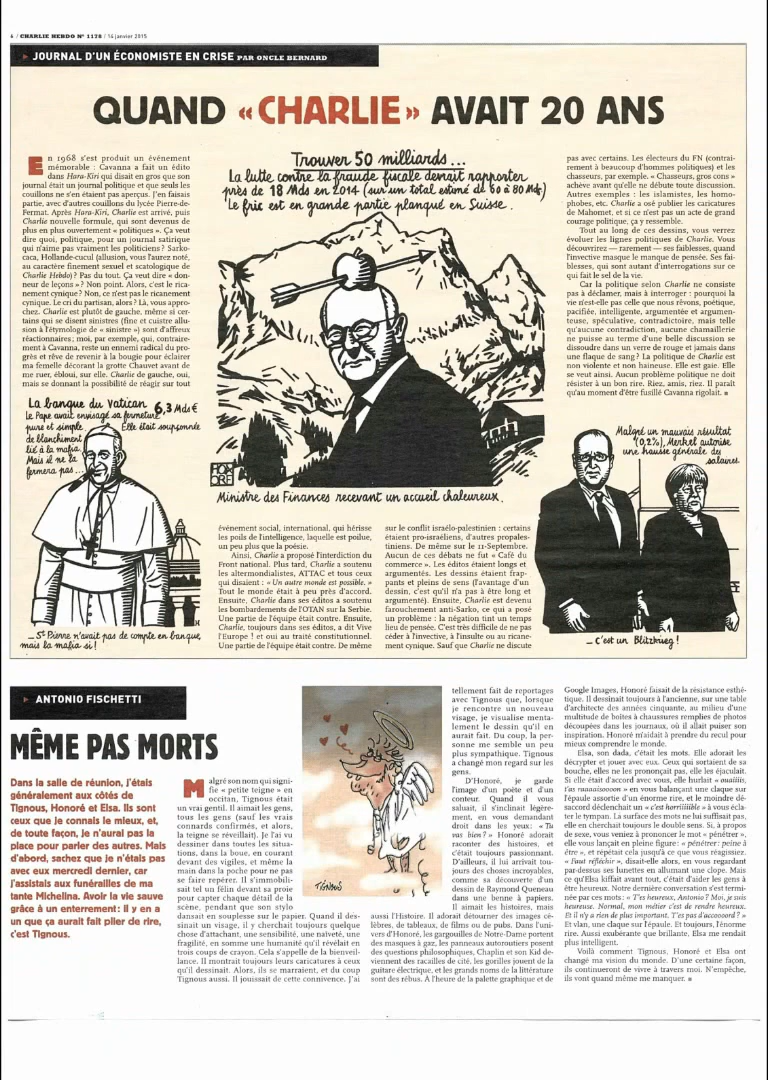 6 / CHARLIE HEBDO N° 1178 / 14 janvier 2015
► JOURNAL D'UN ÉCONOMISTE EN CRISE PAR ONCLE BERNARD
QUAND « CHARLIE » AVAIT 20 ANS
En 1968 s'est produit un événement
mémorable : Cavanna a fait un édito
dans Hara-Kiri qui disait en gros que son
journal était un journal politique et que seuls les
couillons ne s'en étaient pas aperçus. J'en faisais
partie, avec d'autres couillons du lycée Pierre-de-
Fermat. Après Hara-Kiri, Charlie est arrivé, puis
Charlie nouvelle formule, qui sont devenus de
plus en plus ouvertement « politiques ». Ça veut
dire quoi, politique, pour un journal satirique
qui n'aime pas vraiment les politiciens ? Sarko-
caca, Hollande-cucul (allusion, vous l'aurez noté,
au caractère finement sexuel et scatologique de
Charlie Hebdo) ? Pas du tout. Ça veut dire « don-
neur de leçons » ? Non point. Alors, c'est le rica-
nement cynique ? Non, ce n'est pas le ricanement
cynique. Le cri du partisan, alors ? Là, vous appro-
chez. Charlie est plutôt de gauche, même si cer-
tains qui se disent sinistres (fine et cuistre allu-
sion à l'étymologie de « sinistre ») sont d'affreux
réactionnaires ; moi, par exemple, qui, contraire-
ment à Cavanna, reste un ennemi radical du pro-
grès et rêve de revenir à la bougie pour éclairer
ma femelle décorant la grotte Chauvet avant de
me ruer, ébloui, sur elle. Charlie de gauche, oui,
mais se donnant la possibilité de réagir sur tout
Trouver 50 milliards...
La lutte contre la fraude fiscale devrait rapporter
près de 18 Mds en 2014 (sur un total estimé de 60 à 80 Mds)
Le fric est en grande partie planqué en Suisse.
HONORÉ
Ministre des Finances recevant un accueil chaleureux.
La banque du Vatican 6,3 Mds €
Le Pape avait envisagé sa fermeture
pure et simple. Elle était soupçonnée
de blanchiment
lié à la mafia.
Mais il ne la
fermera pas...
_ St Pierre n'avait pas de compte en banque,
mais la mafia si !
événement social, international, qui hérisse
les poils de l'intelligence, laquelle est poilue,
un peu plus que la poésie.
Ainsi, Charlie a proposé l'interdiction du
Front national. Plus tard, Charlie a soutenu
les altermondialistes, ATTAC et tous ceux
qui disaient : « Un autre monde est possible. »
Tout le monde était à peu près d'accord.
Ensuite, Charlie dans ses éditos a soutenu
les bombardements de l'OTAN sur la Serbie.
Une partie de l'équipe était contre. Ensuite,
Charlie, toujours dans ses éditos, a dit Vive
l'Europe ! et oui au traité constitutionnel.
Une partie de l'équipe était contre. De même
sur le conflit israélo-palestinien : certains
étaient pro-israéliens, d'autres propales-
tiniens. De même sur le 11-Septembre.
Aucun de ces débats ne fut « Café du
commerce ». Les éditos étaient longs et
argumentés. Les dessins étaient frap-
pants et pleins de sens (l'avantage d'un
dessin, c'est qu'il n'a pas à être long et
argumenté). Ensuite, Charlie est devenu
farouchement anti-Sarko, ce qui a posé
un problème : la négation tint un temps
lieu de pensée. C'est très difficile de ne pas
céder à l'invective, à l'insulte ou au ricane-
ment cynique. Sauf que Charlie ne discute
pas avec certains. Les électeurs du FN (contrai-
rement à beaucoup d'hommes politiques) et les
chasseurs, par exemple. « Chasseurs, gros cons »
achève avant qu'elle ne débute toute discussion.
Autres exemples : les islamistes, les homo-
phobes, etc. Charlie a osé publier les caricatures
de Mahomet, et si ce n'est pas un acte de grand
courage politique, ça y ressemble.
Tout au long de ces dessins, vous verrez
évoluer les lignes politiques de Charlie. Vous
découvrirez — rarement — ses faiblesses, quand
l'invective masque le manque de pensée. Ses fai-
blesses, qui sont autant d'interrogations sur ce
qui fait le sel de la vie.
Car la politique selon Charlie ne consiste
pas à déclamer, mais à interroger : pourquoi la
vie n'est-elle pas celle que nous rêvons, poétique,
pacifiée, intelligente, argumentée et argumen-
teuse, spéculative, contradictoire, mais telle
qu'aucune contradiction, aucune chamaillerie
ne puisse au terme d'une belle discussion se
dissoudre dans un verre de rouge et jamais dans
une flaque de sang ? La politique de Charlie est
non violente et non haineuse. Elle est gaie. Elle
se veut ainsi. Aucun problème politique ne doit
résister à un bon rire. Riez, amis, riez. Il paraît
qu'au moment d'être fusillé Cavanna rigolait. ■
Malgré un mauvais résultat
(0,2%), Merkel autorise
une hausse générale des
salaires.
_ C'est un Blitzkrieg !
► ANTONIO FISCHETTI
MÊME PAS MORTS
Dans la salle de réunion, j'étais
généralement aux côtés de
Tignous, Honoré et Elsa. Ils sont
ceux que je connais le mieux, et,
de toute façon, je n'aurai pas la
place pour parler des autres. Mais
d'abord, sachez que je n'étais pas
avec eux mercredi dernier, car
j'assistais aux funérailles de ma
tante Michelina. Avoir la vie sauve
grâce à un enterrement : il y en a
un que ça aurait fait plier de rire,
c'est Tignous.
Malgré son nom qui signi-
fie « petite teigne » en
occitan, Tignous était
un vrai gentil. Il aimait les gens,
tous les gens (sauf les vrais
connards confirmés, et alors,
la teigne se réveillait). Je l'ai vu
dessiner dans toutes les situa-
tions, dans la boue, en courant
devant des vigiles, et même la
main dans la poche pour ne pas
se faire repérer. Il s'immobili-
sait tel un félin devant sa proie
pour capter chaque détail de la
scène, et, d'un coup, son crayon
dansait en souplesse sur le papier. Quand il des-
sinait un visage, il y cherchait toujours quelque
chose d'attachant, une sensibilité, une naïveté, une
fragilité, en somme une humanité qu'il révélait en
trois coups de crayon. Cela s'appelle de la bienveil-
lance. Il montrait toujours leurs caricatures à ceux
qu'il dessinait. Alors, ils se marraient, et du coup
Tignous aussi. Il jouissait de cette connivence. J'ai
TIGNOUS
tellement fait de reportages
avec Tignous que, lorsque
je rencontre un nouveau
visage, je visualise menta-
lement le dessin qu'il en
aurait fait. Du coup, la per-
sonne me semble un peu
plus sympathique. Tignous
a changé mon regard sur les
gens.
D'Honoré, je garde
l'image d'un poète et d'un
conteur. Quand il vous
saluait, il s'inclinait légère-
ment, en vous demandant
droit dans les yeux : « Tu
vas bien ? » Honoré adorait
raconter des histoires, et
c'était toujours passionnant.
D'ailleurs, il lui arrivait tou-
jours des choses incroyables,
comme sa découverte d'un
dessin de Raymond Queneau
dans une benne à papiers.
Il aimait les histoires, mais
aussi l'Histoire. Il adorait détourner des images cé-
lèbres, de tableaux, de films ou de pubs. Dans l'uni-
vers d'Honoré, les gargouilles de Notre-Dame portent
des masques à gaz, les panneaux autoroutiers posent
des questions philosophiques, Chaplin et son Kid de-
viennent des racailles de cité, les gorilles jouent de la
guitare électrique, et les grands noms de la littérature
sont des rébus. À l'heure de la palette graphique et de
Google Images, Honoré faisait de la résistance esthé-
tique. Il dessinait toujours à l'ancienne, sur une table
d'architecte des années cinquante, au milieu d'une
multitude de boîtes à chaussures remplies de photos
découpées dans les journaux, où il allait puiser son
inspiration. Honoré m'aidait à prendre du recul pour
mieux comprendre le monde.
Elsa, son dada, c'était les mots. Elle adorait les
décrypter et jouer avec eux. Ceux qui sortaient de sa
bouche, elle ne les prononçait pas, elle les éjaculait.
Si elle était d'accord avec vous, elle hurlait « ouaiiiii,
t'as raaaaisooon » en vous balançant une claque sur
l'épaule assortie d'un énorme rire, et le moindre dé-
saccord déclenchait un « c'est horriiiible » à vous écla-
ter le tympan. La surface des mots ne lui suffisait pas,
elle en cherchait toujours le double sens. Si, à propos
de sexe, vous veniez à prononcer le mot « pénétrer »,
elle vous lançait en pleine figure : « pénétrer : peine à
être », et répétait cela jusqu'à ce que vous réagissiez.
« Faut réfléchir », disait-elle alors, en vous regardant
par-dessus ses lunettes en allumant une clope. Mais
ce qu'Elsa kiffait avant tout, c'était d'aider les gens à
être heureux. Notre dernière conversation s'est termi-
née par ces mots : « T'es heureux, Antonio ? Moi, je suis
heureuse. Normal, mon métier c'est de rendre heureux.
Et il n'y a rien de plus important. T'es pas d'accooord ? »
Et vlan, une claque sur l'épaule. Et toujours, l'énorme
rire. Aussi exubérante que brillante, Elsa me rendait
plus intelligent.
Voilà comment Tignous, Honoré et Elsa ont
changé ma vision du monde. D'une certaine façon,
ils continueront de vivre à travers moi. N'empêche,
ils vont quand même me manquer. ■